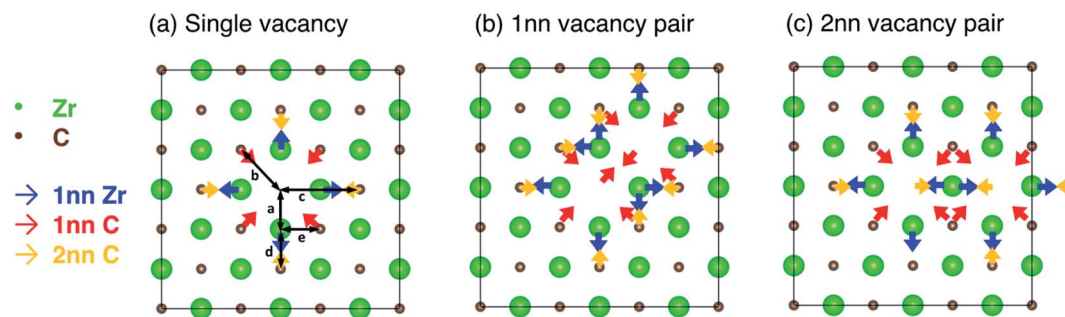 (a) Single vacancy
(b) 1nn vacancy pair
(c) 2nn vacancy pair
Zr
C
1nn Zr
1nn C
2nn C
b
c
a
e
d